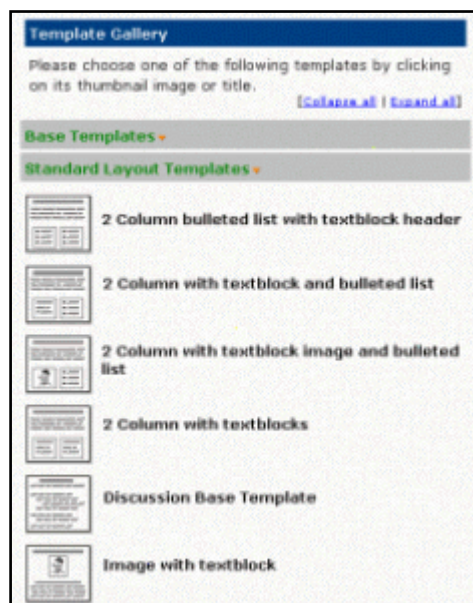 Template Gallery
Please choose one of the following templates by clicking
on its thumbnail image or title.
[Collapse all | Expand all]
Base Templates
Standard Layout Templates
2 Column bulleted list with textblock header
2 Column with textblock and bulleted list
2 Column with textblock image and bulleted
list
2 Column with textblocks
Discussion Base Template
Image with textblock